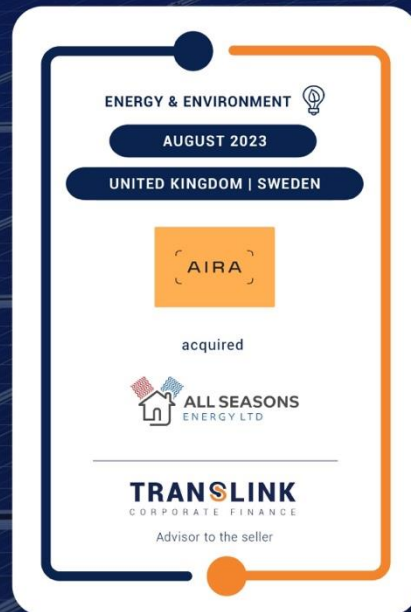 ENERGY & ENVIRONMENT
AUGUST 2023
UNITED KINGDOM | SWEDEN
AIRA
acquired
ALL SEASONS
ENERGY LTD
TRANSLINK
CORPORATE FINANCE
Advisor to the seller